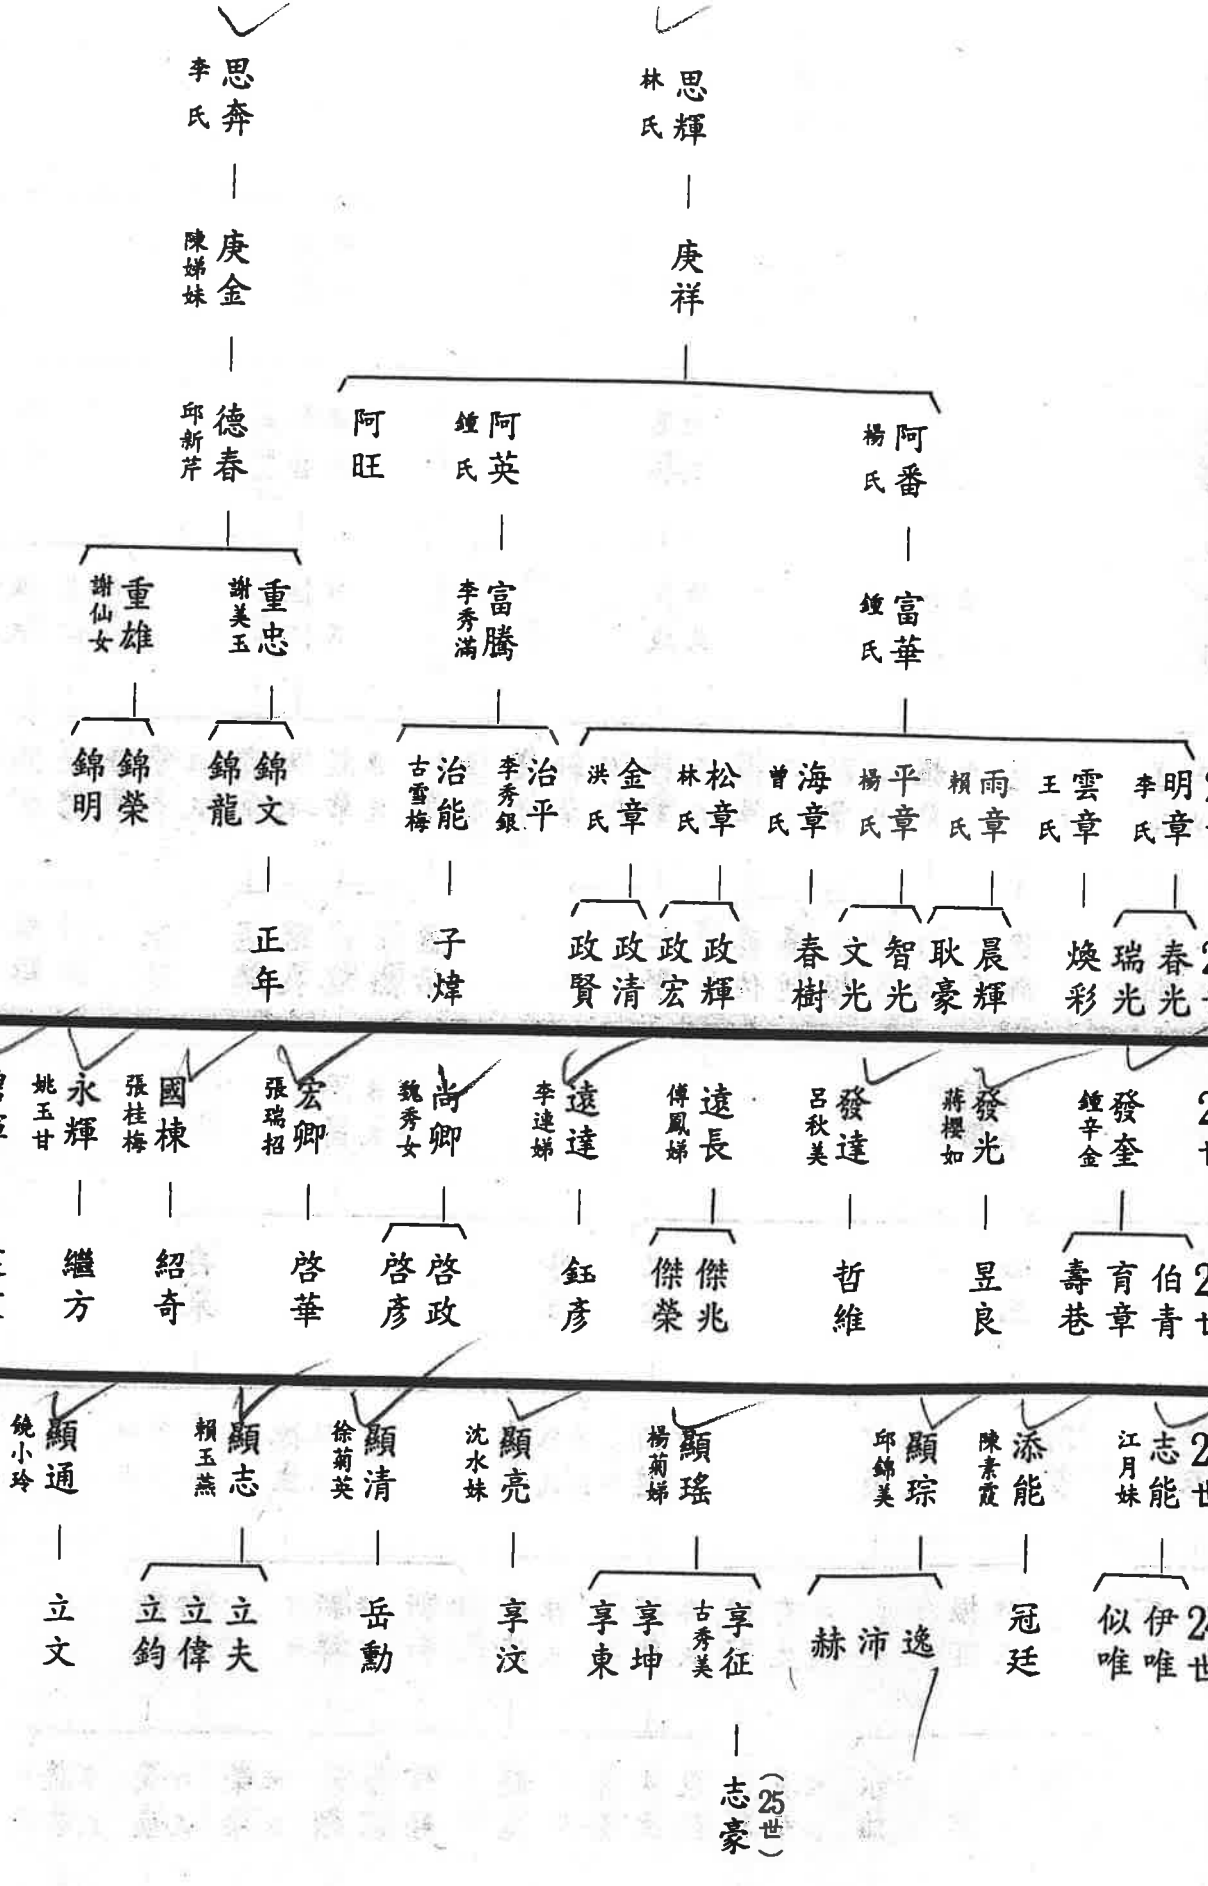 思輝
林氏
思奔
李氏
庚祥
庚金
陳娣妹
阿番
楊氏
阿英
鍾氏
阿旺
德春
邱新芹
富華
鍾氏
富騰
李秀滿
重忠
謝美玉
重雄
謝仙女
明章
李氏
雲章
王氏
雨章
賴氏
平章
楊氏
海章
曾氏
松章
林氏
金章
洪氏
治平
李秀銀
治能
古雪梅
錦文
錦龍
錦榮
錦明
春光
瑞光
煥彩
晨輝
耿豪
智光
文光
春樹
政輝
政宏
政清
政賢
子煒
正年
發奎
鍾辛金
發光
蔣櫻如
發達
呂秋美
遠長
傅鳳娣
遠達
李連娣
尚卿
魏秀女
宏卿
張瑞招
國棟
張桂梅
永輝
姚玉甘
伯青
育章
壽巷
昱良
哲維
傑兆
傑榮
鈺彥
啓政
啓彥
啓華
紹奇
繼方
志能
江月妹
添能
陳素霞
顯琮
邱錦美
顯瑤
楊菊娣
顯亮
沈水妹
顯清
徐菊英
顯志
賴玉燕
顯通
饒小玲
伊唯
似唯
冠廷
逸
沛
赫
享征
古秀美
享坤
享東
享汶
岳勳
立夫
立偉
立鈞
立文
(25世)
志豪